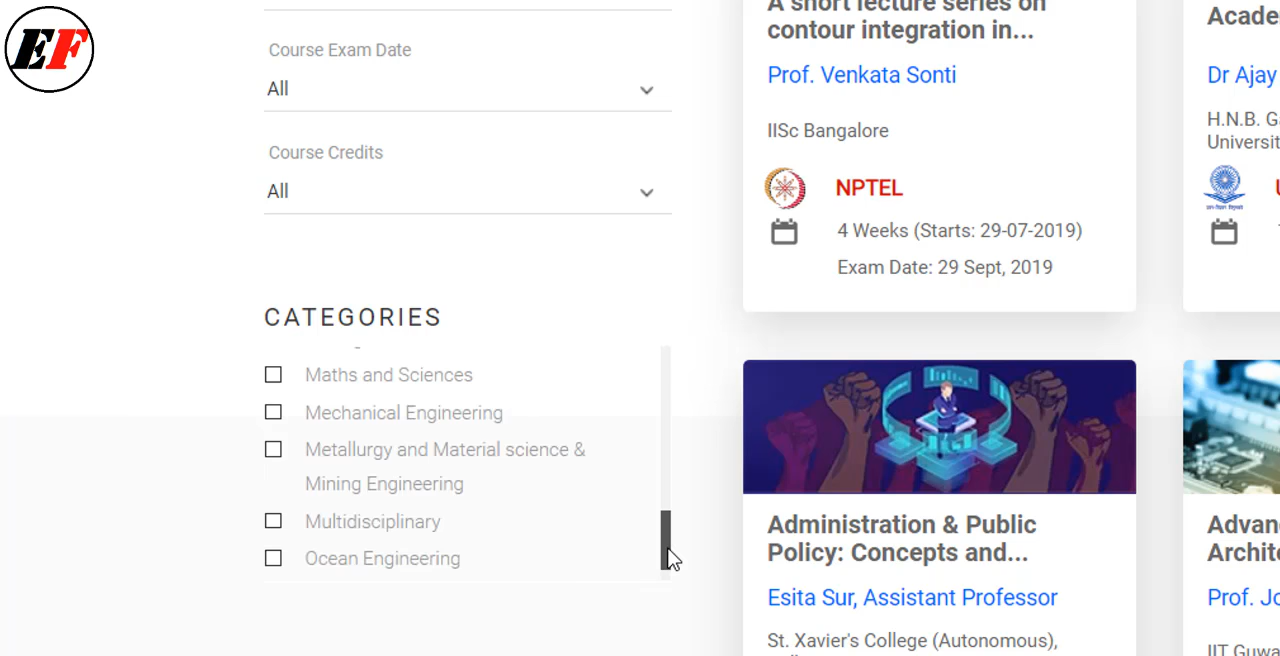 EF
Course Exam Date
All
Course Credits
All
CATEGORIES
Maths and Sciences
Mechanical Engineering
Metallurgy and Material science &
Mining Engineering
Multidisciplinary
Ocean Engineering
A short lecture series on
contour integration in...
Prof. Venkata Sonti
IISc Bangalore
NPTEL
4 Weeks (Starts: 29-07-2019)
Exam Date: 29 Sept, 2019
Administration & Public
Policy: Concepts and...
Esita Sur, Assistant Professor
St. Xavier's College (Autonomous),
Acade
Dr Ajay
H.N.B. G
Universit
Advan
Archite
Prof. Jo
IIT Guwa